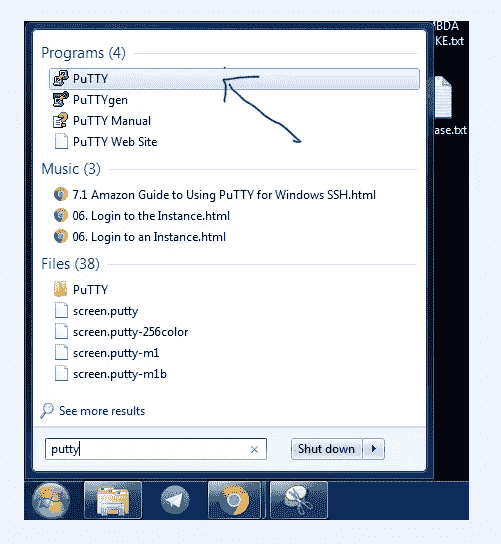 BDA
KE.txt
Programs (4)
PuTTY
PuTTYgen
PuTTY Manual
PuTTY Web Site
ase.txt
Music (3)
7.1 Amazon Guide to Using PuTTY for Windows SSH.html
06. Login to the Instance.html
06. Login to an Instance.html
Files (38)
PuTTY
screen.putty
screen.putty-256color
screen.putty-m1
screen.putty-m1b
See more results
putty
Shut down